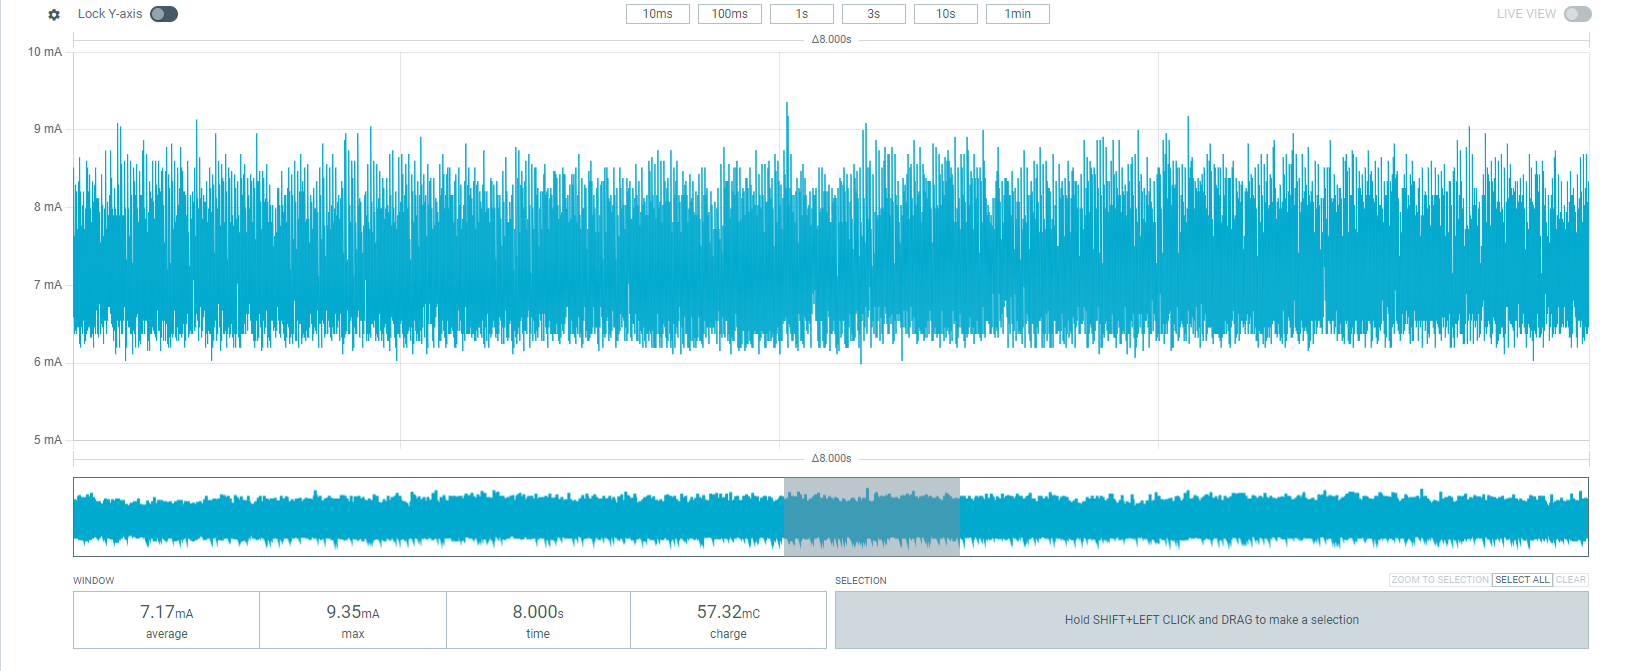 Lock Y-axis 10ms 100ms 1s 3s 10s 1min LIVE VIEW
Δ8.000s
10 mA
9 mA
8 mA
7 mA
6 mA
5 mA
Δ8.000s
WINDOW SELECTION ZOOM TO SELECTION SELECT ALL CLEAR
7.17mA 9.35mA 8.000s 57.32mC
average max time charge
Hold SHIFT+LEFT CLICK and DRAG to make a selection